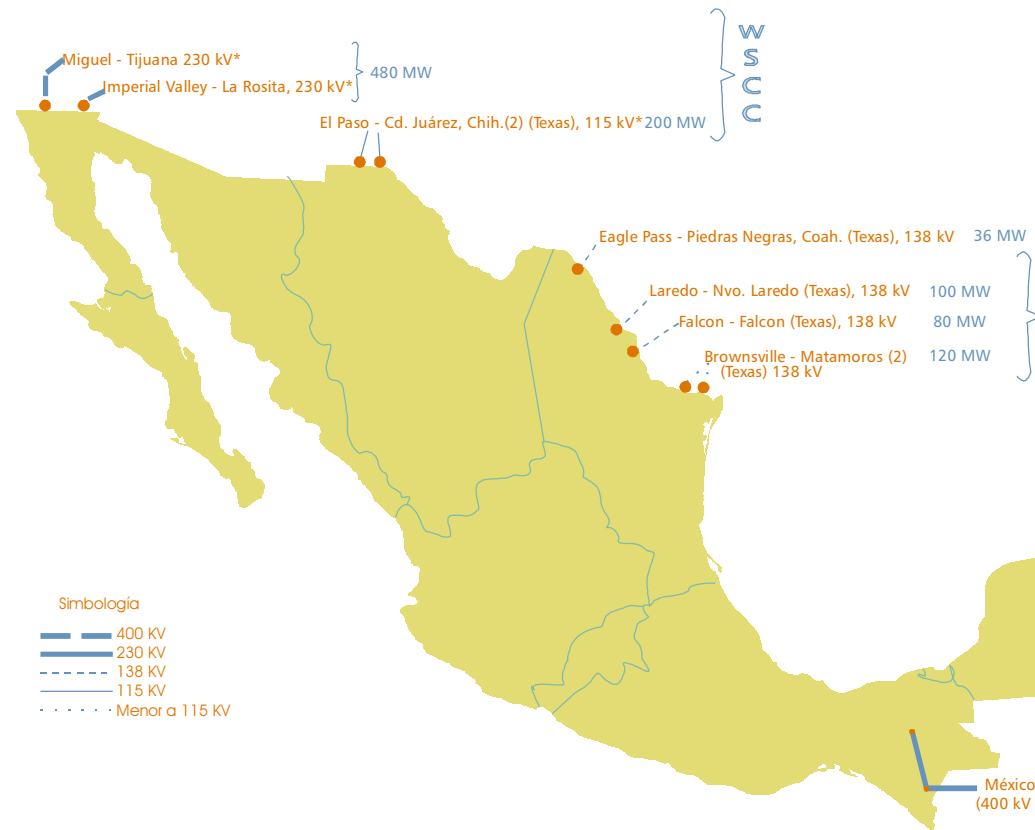 W
S
C
C
Miguel - Tijuana 230 kV*
Imperial Valley - La Rosita, 230 kV*
480 MW
El Paso - Cd. Juárez, Chih.(2) (Texas), 115 kV* 200 MW
Eagle Pass - Piedras Negras, Coah. (Texas), 138 kV 36 MW
Laredo - Nvo. Laredo (Texas), 138 kV 100 MW
Falcon - Falcon (Texas), 138 kV 80 MW
Brownsville - Matamoros (2) 120 MW
(Texas) 138 kV
Simbología
400 KV
230 KV
138 KV
115 KV
Menor a 115 KV
México
(400 kV